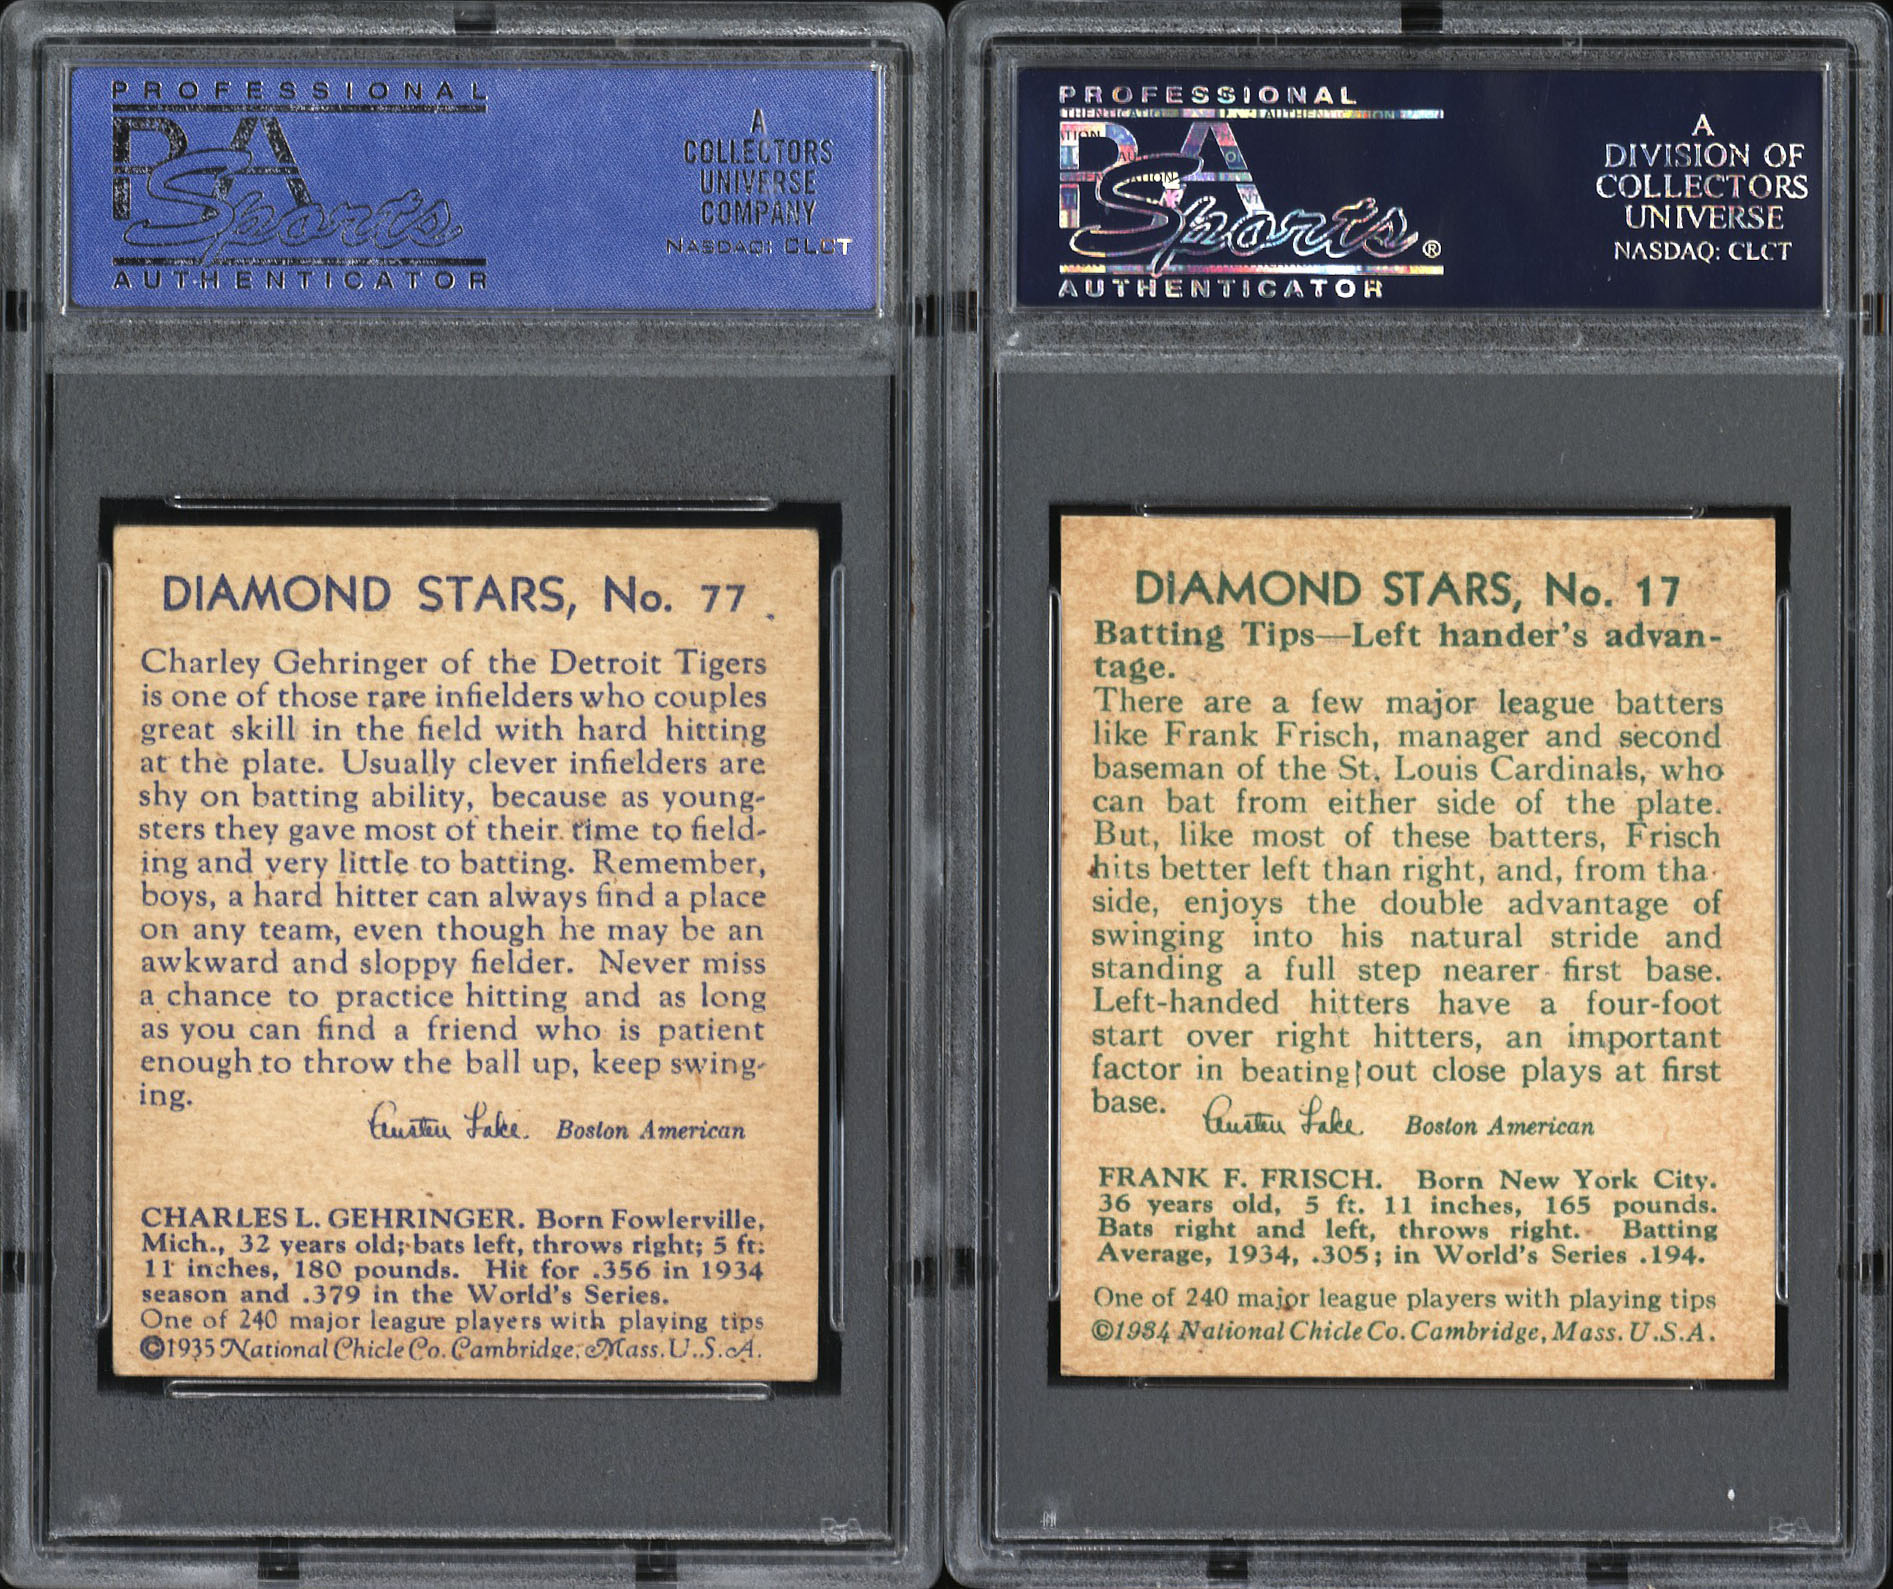 PROFESSIONAL
PSA
Sports
AUTHENTICATOR
A
COLLECTORS
UNIVERSE
COMPANY
NASDAQ: CLCT
DIAMOND STARS, No. 77
Charley Gehringer of the Detroit Tigers
is one of those rare infielders who couples
great skill in the field with hard hitting
at the plate. Usually clever infielders are
shy on batting ability, because as young-
sters they gave most of their time to field-
ing and very little to batting. Remember,
boys, a hard hitter can always find a place
on any team, even though he may be an
awkward and sloppy fielder. Never miss
a chance to practice hitting and as long
as you can find a friend who is patient
enough to throw the ball up, keep swing-
ing.
Austen Lake. Boston American
CHARLES L. GEHRINGER. Born Fowlerville,
Mich., 32 years old; bats left, throws right; 5 ft.
11 inches, 180 pounds. Hit for .356 in 1934
season and .379 in the World's Series.
One of 240 major league players with playing tips
©1935 National Chicle Co. Cambridge, Mass. U.S.A.
PSA
PROFESSIONAL
PSA
Sports®
AUTHENTICATOR
A
DIVISION OF
COLLECTORS
UNIVERSE
NASDAQ: CLCT
DIAMOND STARS, No. 17
Batting Tips—Left hander's advan-
tage.
There are a few major league batters
like Frank Frisch, manager and second
baseman of the St. Louis Cardinals, who
can bat from either side of the plate.
But, like most of these batters, Frisch
hits better left than right, and, from tha
side, enjoys the double advantage of
swinging into his natural stride and
standing a full step nearer first base.
Left-handed hitters have a four-foot
start over right hitters, an important
factor in beating out close plays at first
base.
Austen Lake. Boston American
FRANK F. FRISCH. Born New York City.
36 years old, 5 ft. 11 inches, 165 pounds.
Bats right and left, throws right. Batting
Average, 1934, .305; in World's Series .194.
One of 240 major league players with playing tips
©1934 National Chicle Co. Cambridge, Mass. U.S.A.
PSA